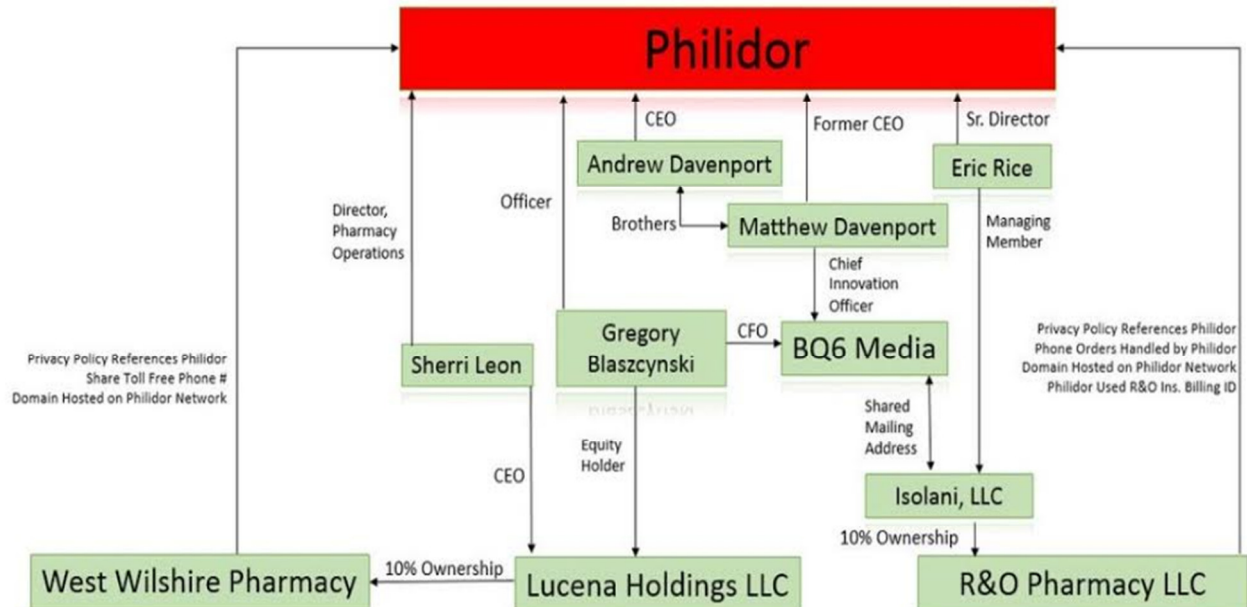 Philidor
CEO
Former CEO
Sr. Director
Andrew Davenport
Eric Rice
Officer
Director,
Pharmacy
Operations
Brothers
Matthew Davenport
Managing
Member
Chief
Innovation
Officer
Gregory
Blaszcynski
CFO
BQ6 Media
Sherri Leon
Privacy Policy References Philidor
Share Toll Free Phone #
Domain Hosted on Philidor Network
Privacy Policy References Philidor
Phone Orders Handled by Philidor
Domain Hosted on Philidor Network
Philidor Used R&O Ins. Billing ID
Shared
Mailing
Address
Equity
Holder
CEO
Isolani, LLC
10% Ownership
West Wilshire Pharmacy
10% Ownership
Lucena Holdings LLC
R&O Pharmacy LLC